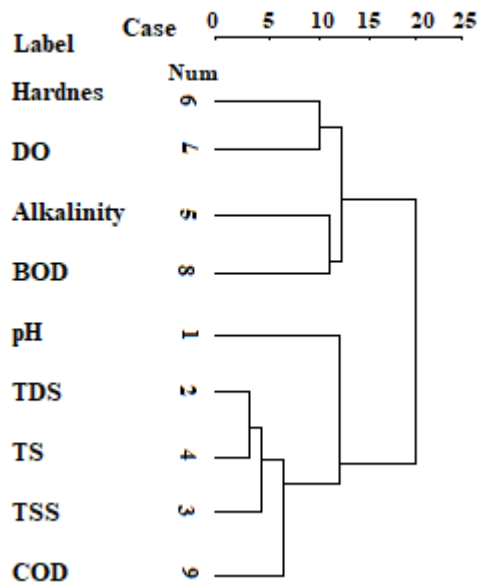 Case 0 5 10 15 20 25
Label
Num
Hardnes 6
DO 7
Alkalinity 5
BOD 8
pH 1
TDS 2
TS 4
TSS 3
COD 9